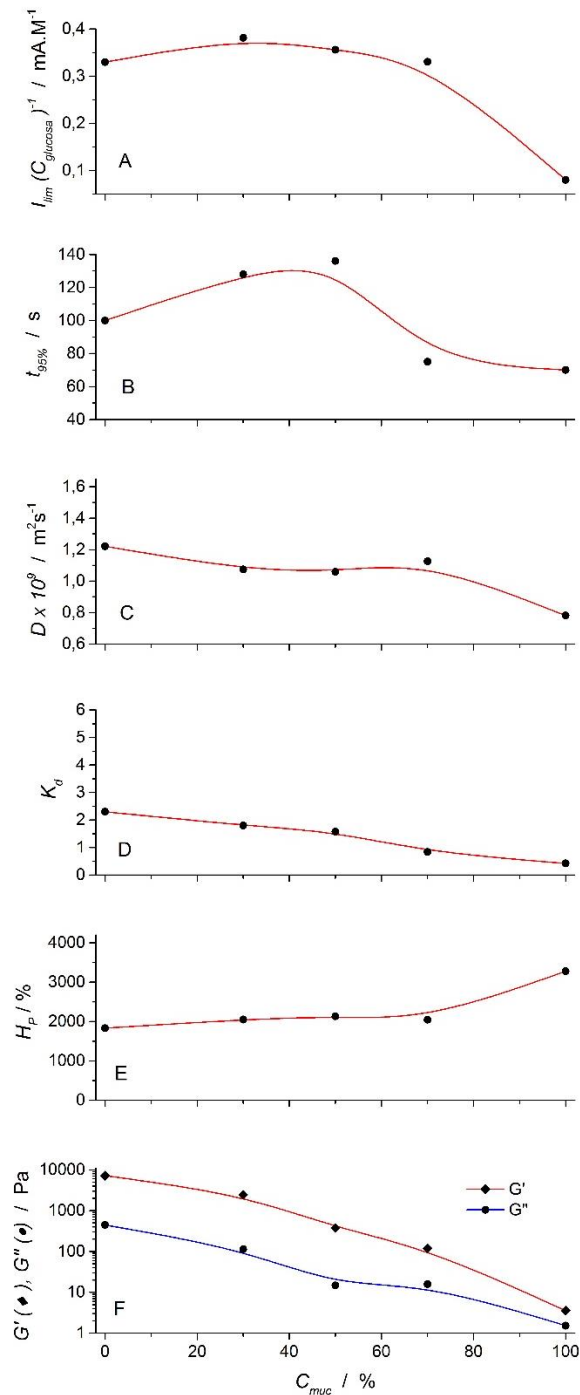 I_lim (C_glucosa)^-1 / mA.M^-1
0,4
0,3
0,2
0,1
A
t_95% / s
140
120
100
80
60
40
B
D x 10^9 / m^2s^-1
1,6
1,4
1,2
1,0
0,8
0,6
C
K_d
6
5
4
3
2
1
0
D
H_P / %
4000
3000
2000
1000
0
E
G' (◆), G'' (●) / Pa
10000
1000
100
10
1
G'
G''
F
0 20 40 60 80 100
C_muc / %